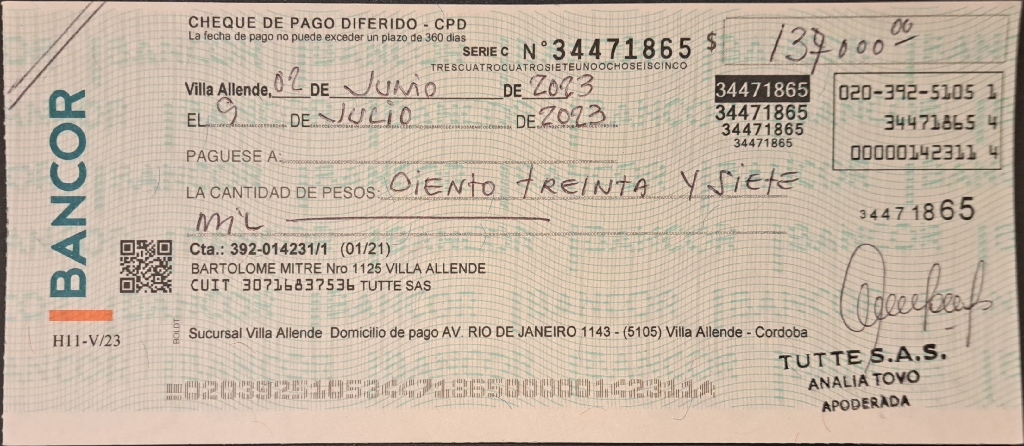 CHEQUE DE PAGO DIFERIDO - CPD
La fecha de pago no puede exceder un plazo de 360 dias
SERIE C N°34471865 $ 137000 00
TRESCUATROCUATROSIETEUNOOCHOSEISCINCO
Villa Allende, 02 DE JUNIO DE 2023
EL 9 DE JULIO DE 2023
34471865
34471865
34471865
34471865
020-392-5105 1
34471865 4
00000142311 4
PAGUESE A:
LA CANTIDAD DE PESOS: CIENTO TREINTA Y SIETE
MIL
34471865
BANCOR
Cta.: 392-014231/1 (01/21)
BARTOLOME MITRE Nro 1125 VILLA ALLENDE
CUIT 30716837536 TUTTE SAS
H11-V/23
BOLDT
Sucursal Villa Allende Domicilio de pago AV. RIO DE JANEIRO 1143 - (5105) Villa Allende - Cordoba
TUTTE S.A.S.
ANALIA TOVO
APODERADA